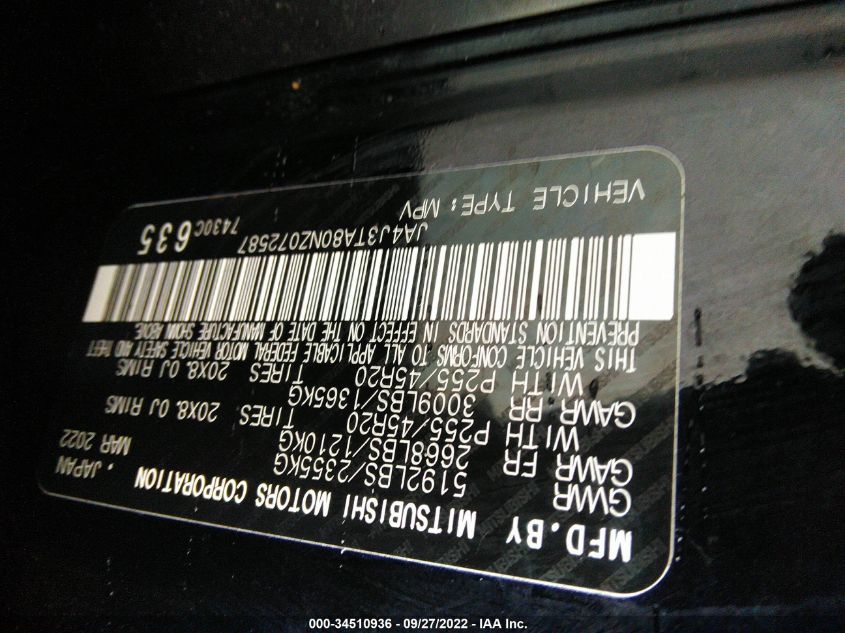 MFD.BY MITSUBISHI MOTORS CORPORATION
, JAPAN
GVWR 5192LBS/2355KG MAR 2022
GAWR FR 2668LBS/1210KG
WITH P255/45R20 TIRES 20X8.0J RIMS
GAWR RR 3009LBS/1365KG
WITH P255/45R20 TIRES 20X8.0J RIMS
THIS VEHICLE CONFORMS TO ALL APPLICABLE FEDERAL MOTOR VEHICLE SAFETY AND THEFT
PREVENTION STANDARDS IN EFFECT ON THE DATE OF MANUFACTURE SHOWN ABOVE.
JA4J3TA80NZ072587 635
VEHICLE TYPE: MPV 7430C
000-34510936 - 09/27/2022 - IAA Inc.